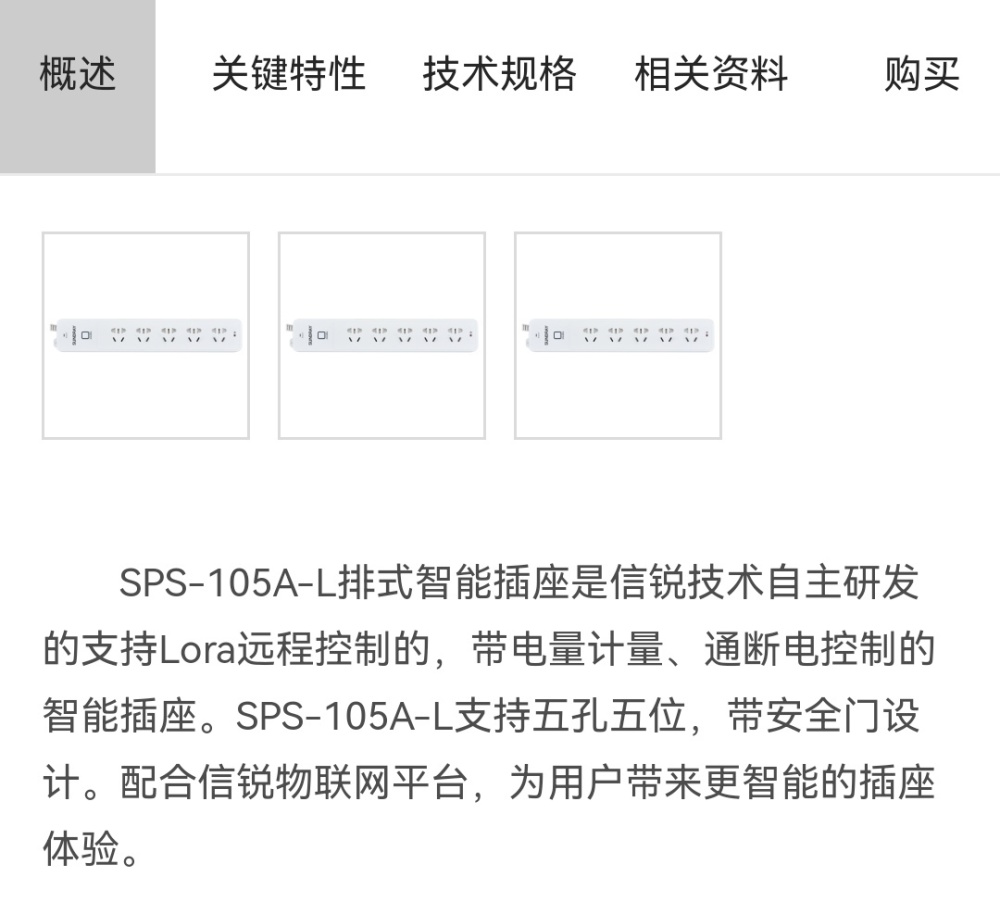 概述 关键特性 技术规格 相关资料 购买
SPS-105A-L排式智能插座是信锐技术自主研发
的支持Lora远程控制的，带电量计量、通断电控制的
智能插座。SPS-105A-L支持五孔五位，带安全门设
计。配合信锐物联网平台，为用户带来更智能的插座
体验。